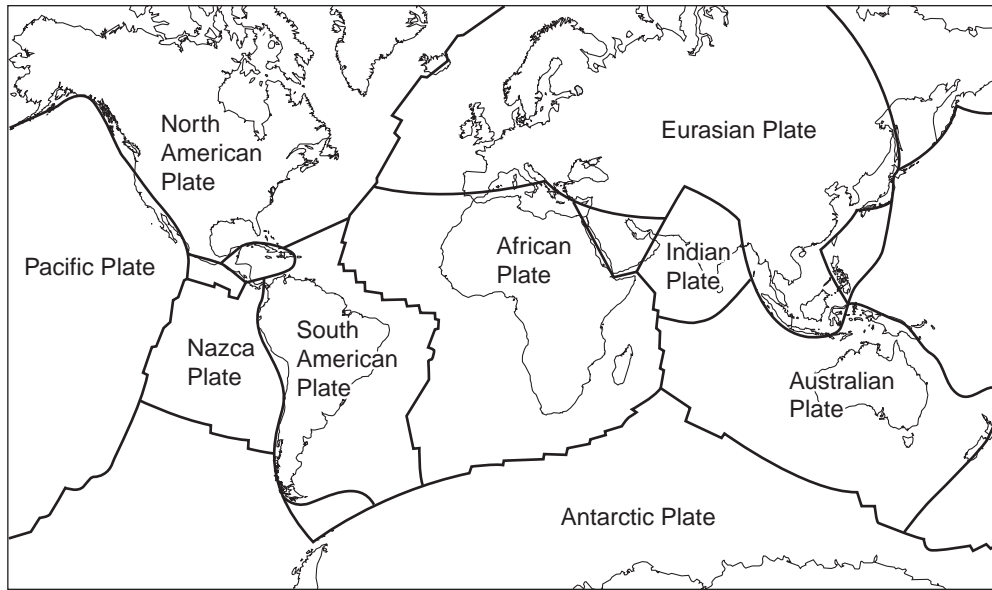 North
American
Plate
Eurasian Plate
Pacific Plate
African
Plate
Indian
Plate
Nazca
Plate
South
American
Plate
Australian
Plate
Antarctic Plate